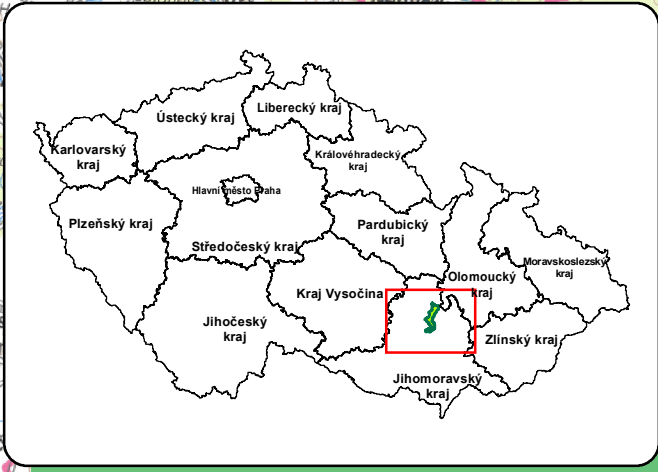 Ústecký kraj
Liberecký kraj
Karlovarský
kraj
Královéhradecký
kraj
Hlavní město Praha
Plzeňský kraj
Středočeský kraj
Pardubický
kraj
Moravskoslezský
kraj
Olomoucký
kraj
Kraj Vysočina
Jihočeský
kraj
Zlínský kraj
Jihomoravský
kraj